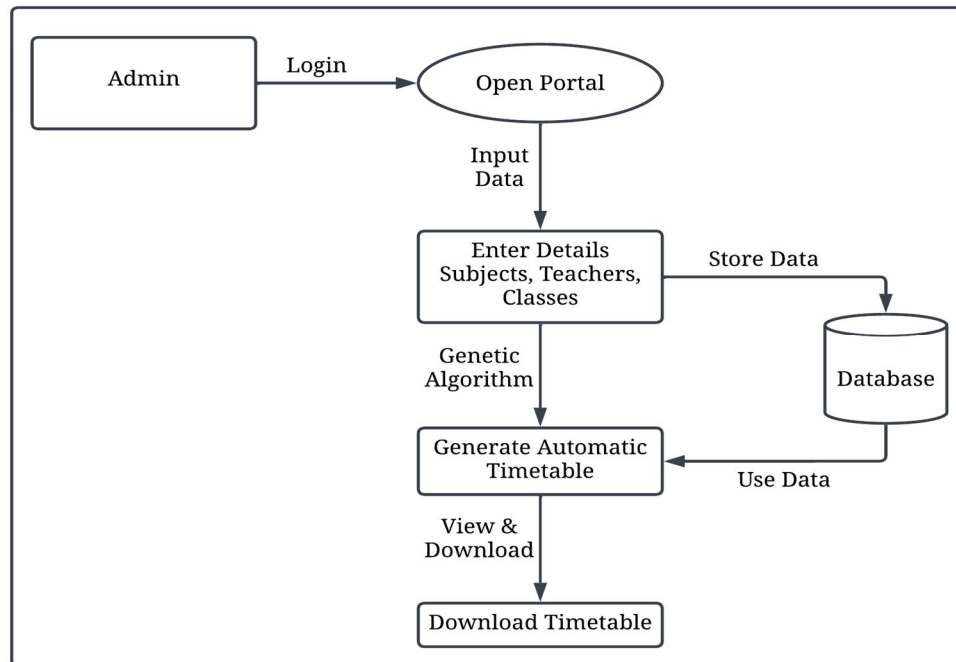 Admin
Login
Open Portal
Input
Data
Enter Details
Subjects, Teachers,
Classes
Store Data
Database
Genetic
Algorithm
Generate Automatic
Timetable
Use Data
View &
Download
Download Timetable